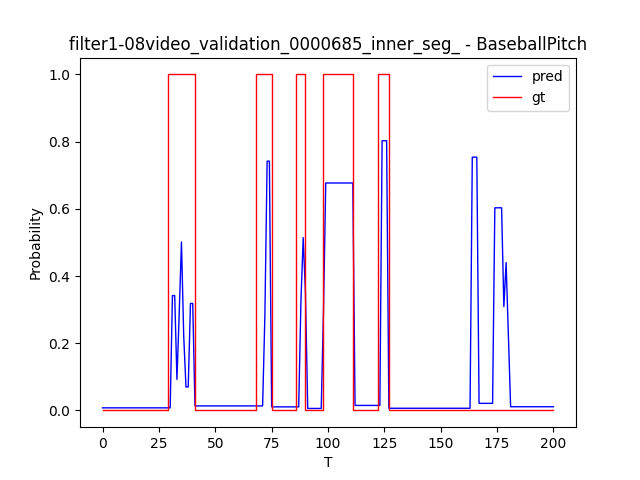 filter1-08video_validation_0000685_inner_seg_ - BaseballPitch
pred
gt
1.0
0.8
0.6
0.4
0.2
0.0
Probability
0 25 50 75 100 125 150 175 200
T